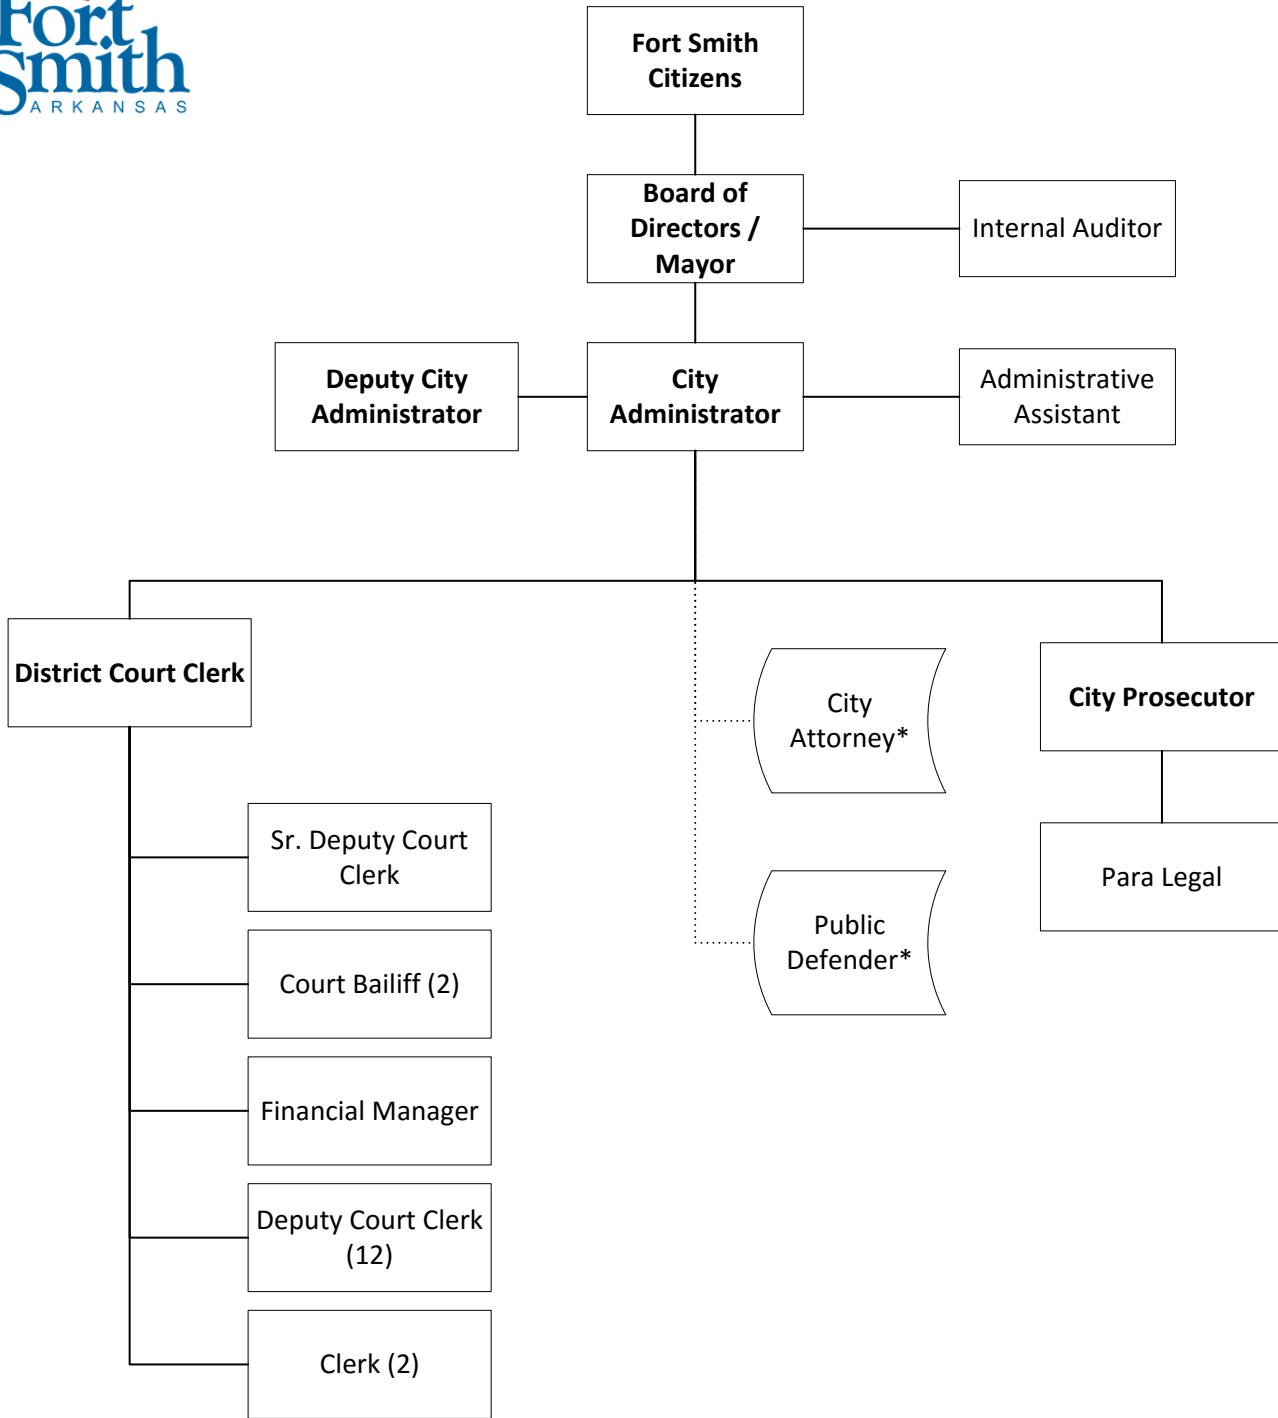 Fort
Smith
ARKANSAS
Fort Smith
Citizens
Board of
Directors /
Mayor
Internal Auditor
Deputy City
Administrator
City
Administrator
Administrative
Assistant
District Court Clerk
City
Attorney*
City Prosecutor
Sr. Deputy Court
Clerk
Public
Defender*
Para Legal
Court Bailiff (2)
Financial Manager
Deputy Court Clerk
(12)
Clerk (2)